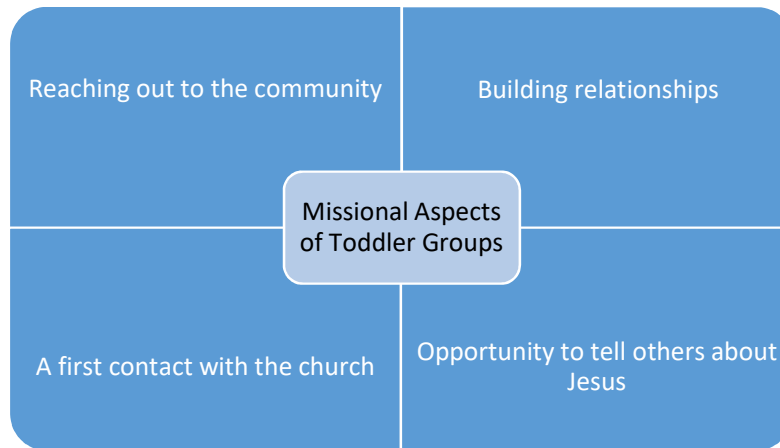 Reaching out to the community
Building relationships
Missional Aspects
of Toddler Groups
A first contact with the church
Opportunity to tell others about
Jesus